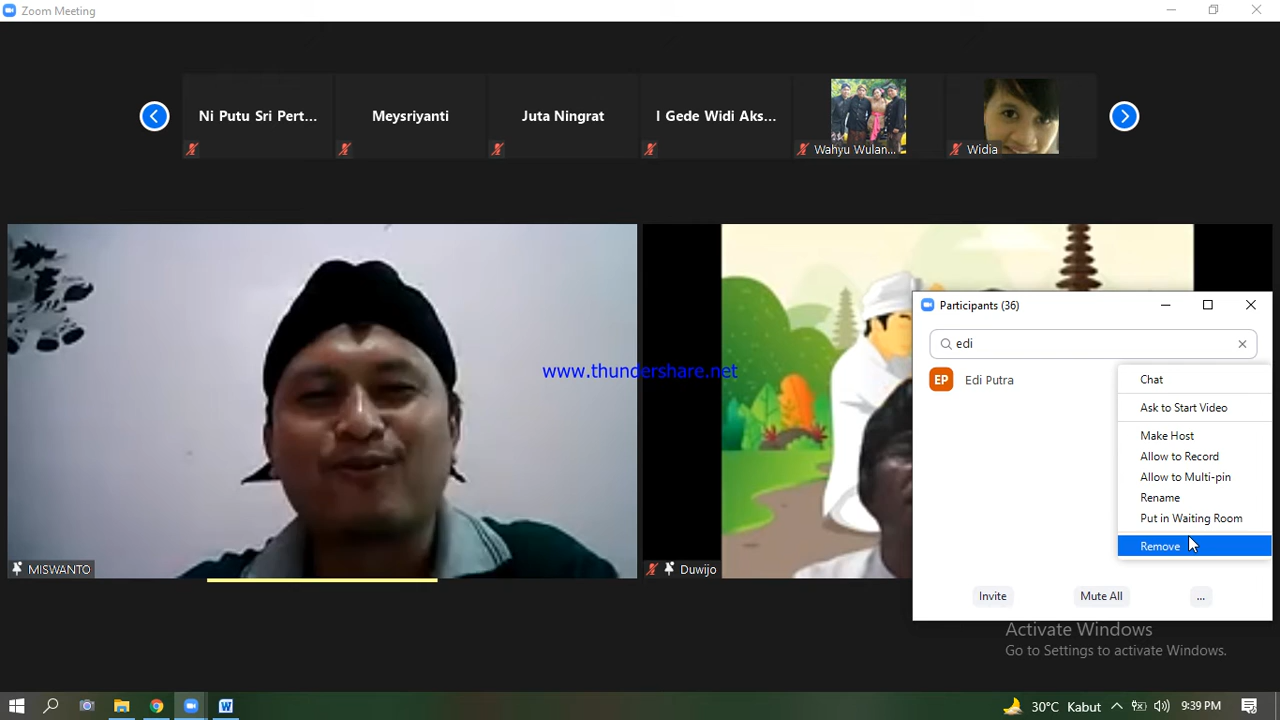 Zoom Meeting
Ni Putu Sri Pert...
Meysriyanti
Juta Ningrat
I Gede Widi Aks...
Wahyu Wulan...
Widia
MISWANTO
www.thundershare.net
Duwijo
Participants (36)
edi
EP
Edi Putra
Chat
Ask to Start Video
Make Host
Allow to Record
Allow to Multi-pin
Rename
Put in Waiting Room
Remove
Invite
Mute All
...
Activate Windows
Go to Settings to activate Windows.
W
30°C Kabut
9:39 PM